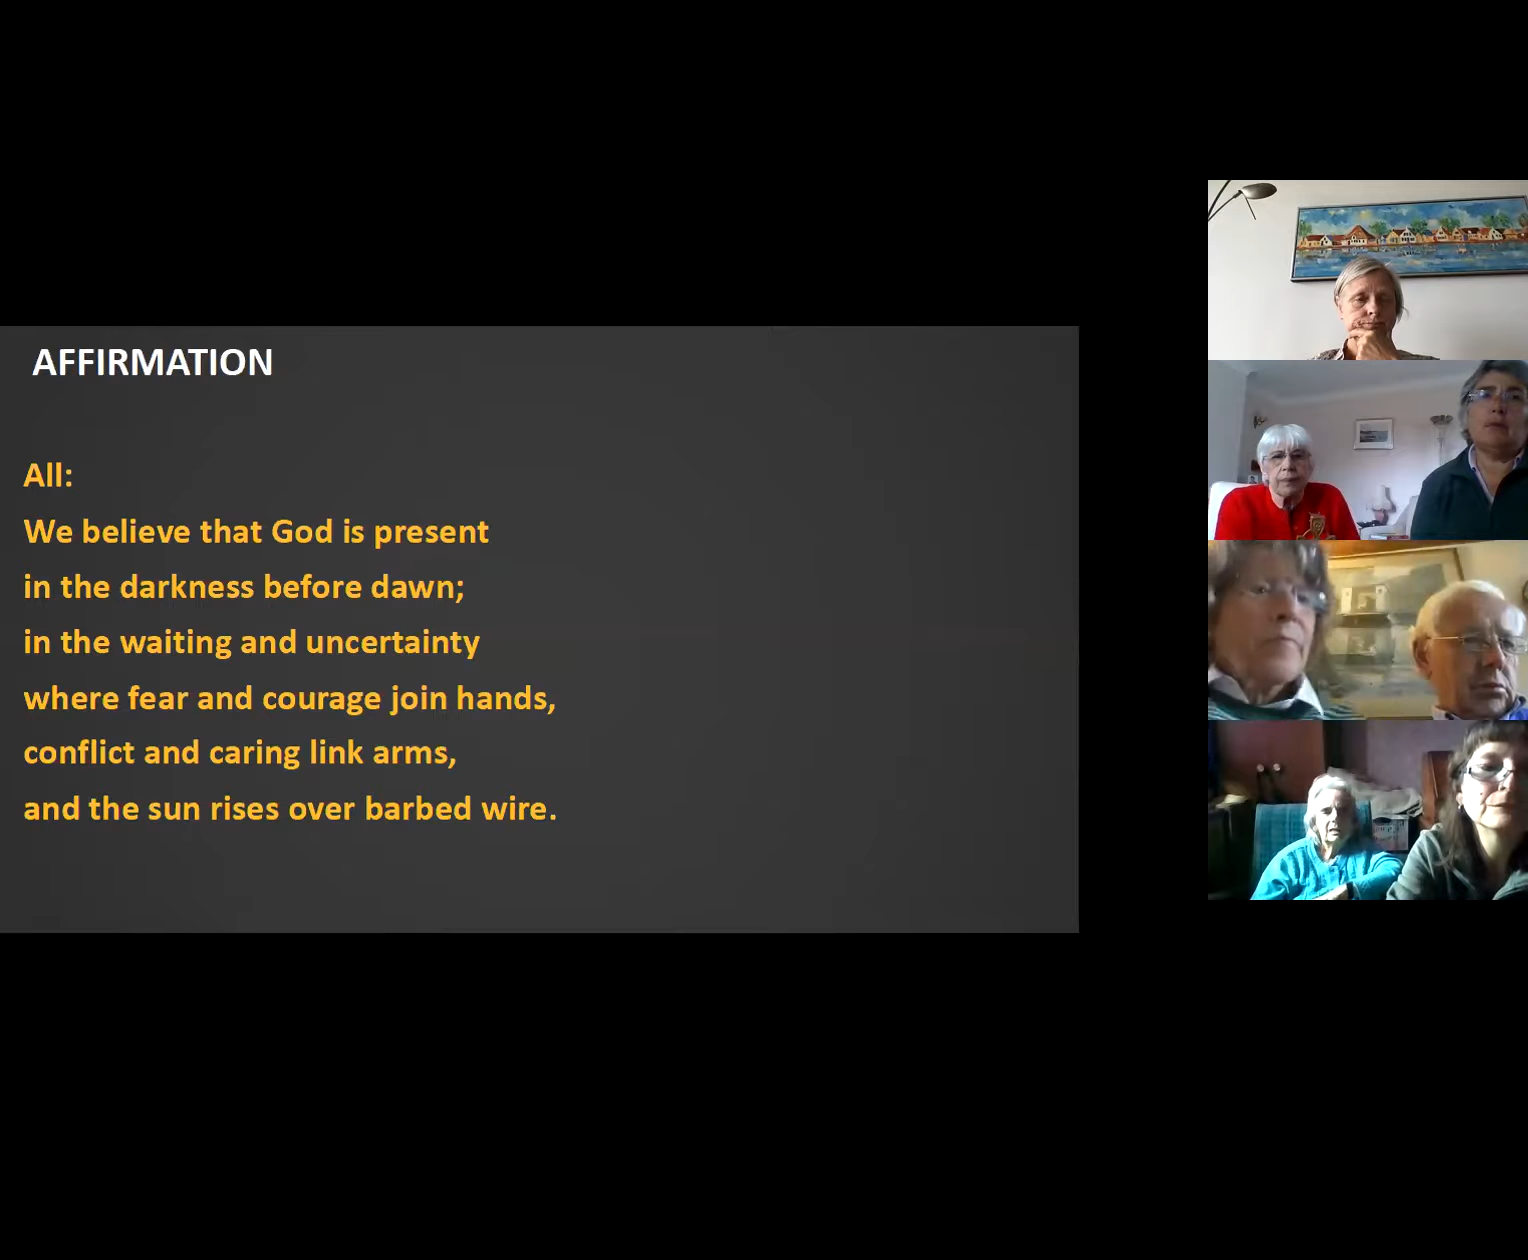 AFFIRMATION
All:
We believe that God is present
in the darkness before dawn;
in the waiting and uncertainty
where fear and courage join hands,
conflict and caring link arms,
and the sun rises over barbed wire.